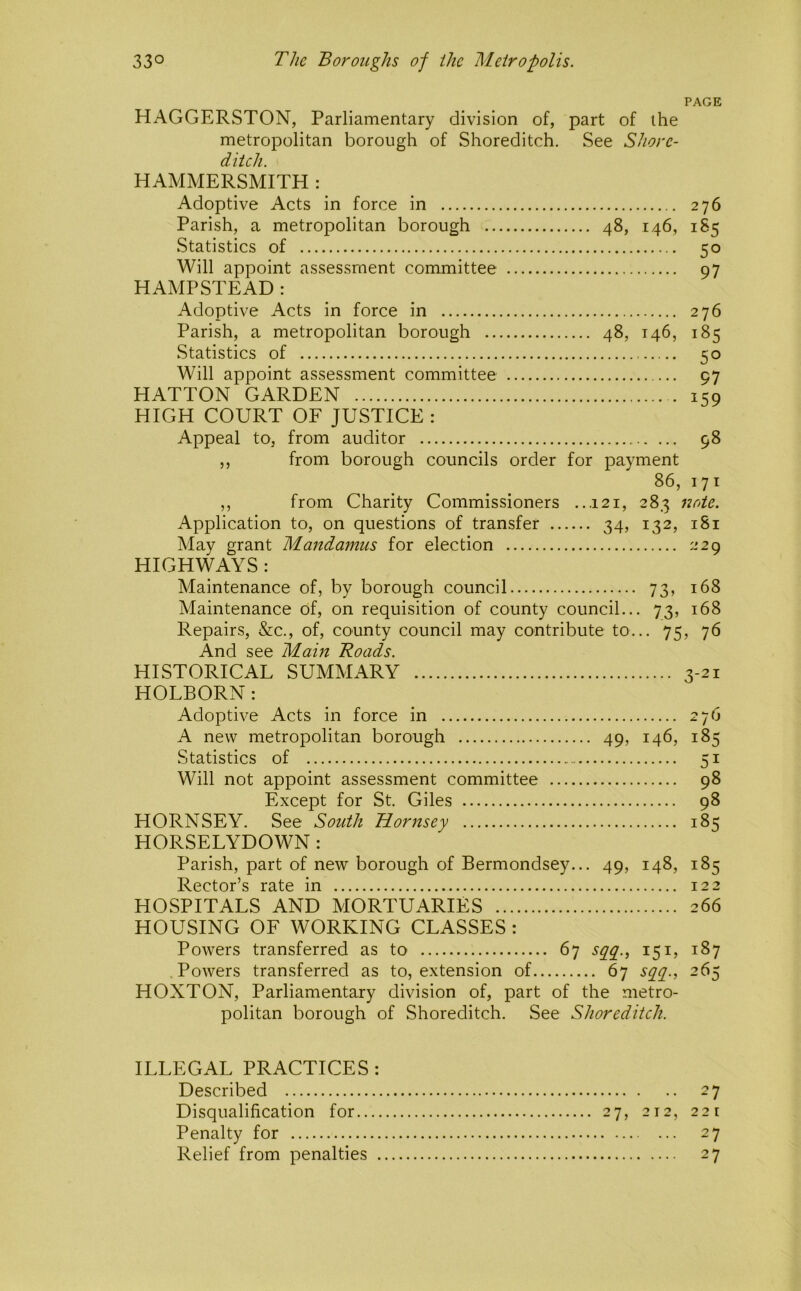 330 The Boroughs of the Metropolis.
PAGE
HAGGERSTON, Parliamentary division of, part of the
metropolitan borough of Shoreditch. See Shore-
ditch.
HAMMERSMITH :
Adoptive Acts in force in .......... 276
Parish, a metropolitan borough .......... 48, 146, 185
Statistics of .......... 50
Will appoint assessment committee .......... 97
HAMPSTEAD :
Adoptive Acts in force in .......... 276
Parish, a metropolitan borough .......... 48, 146, 185
Statistics of .......... 50
Will appoint assessment committee .......... 97
HATTON GARDEN .......... 159
HIGH COURT OF JUSTICE :
Appeal to, from auditor .......... 98
,, from borough councils order for payment
86, 171
,, from Charity Commissioners ...121, 283 note.
Application to, on questions of transfer ...... 34, 132, 181
May grant Mandamus for election .......... 229
HIGHWAYS :
Maintenance of, by borough council.......... 73, 168
Maintenance of, on requisition of county council... 73, 168
Repairs, &c., of, county council may contribute to... 75, 76
And see Main Roads.
HISTORICAL SUMMARY .......... 3-21
HOLBORN :
Adoptive Acts in force in .......... 276
A new metropolitan borough .......... 49, 146, 185
Statistics of .......... 51
Will not appoint assessment committee .......... 98
Except for St. Giles .......... 98
HORNSEY. See South Hornsey .......... 185
HORSELYDOWN :
Parish, part of new borough of Bermondsey... 49, 148, 185
Rector's rate in .......... 122
HOSPITALS AND MORTUARIES .......... 266
HOUSING OF WORKING CLASSES :
Powers transferred as to .......... 67 sqq., 151, 187
Powers transferred as to, extension of.......... 67 sqq., 265
HOXTON, Parliamentary division of, part of the metro-
politan borough of Shoreditch. See Shoreditch.
ILLEGAL PRACTICES :
Described .......... 27
Disqualification for.......... 27, 212, 221
Penalty for .......... 27
Relief from penalties .......... 27